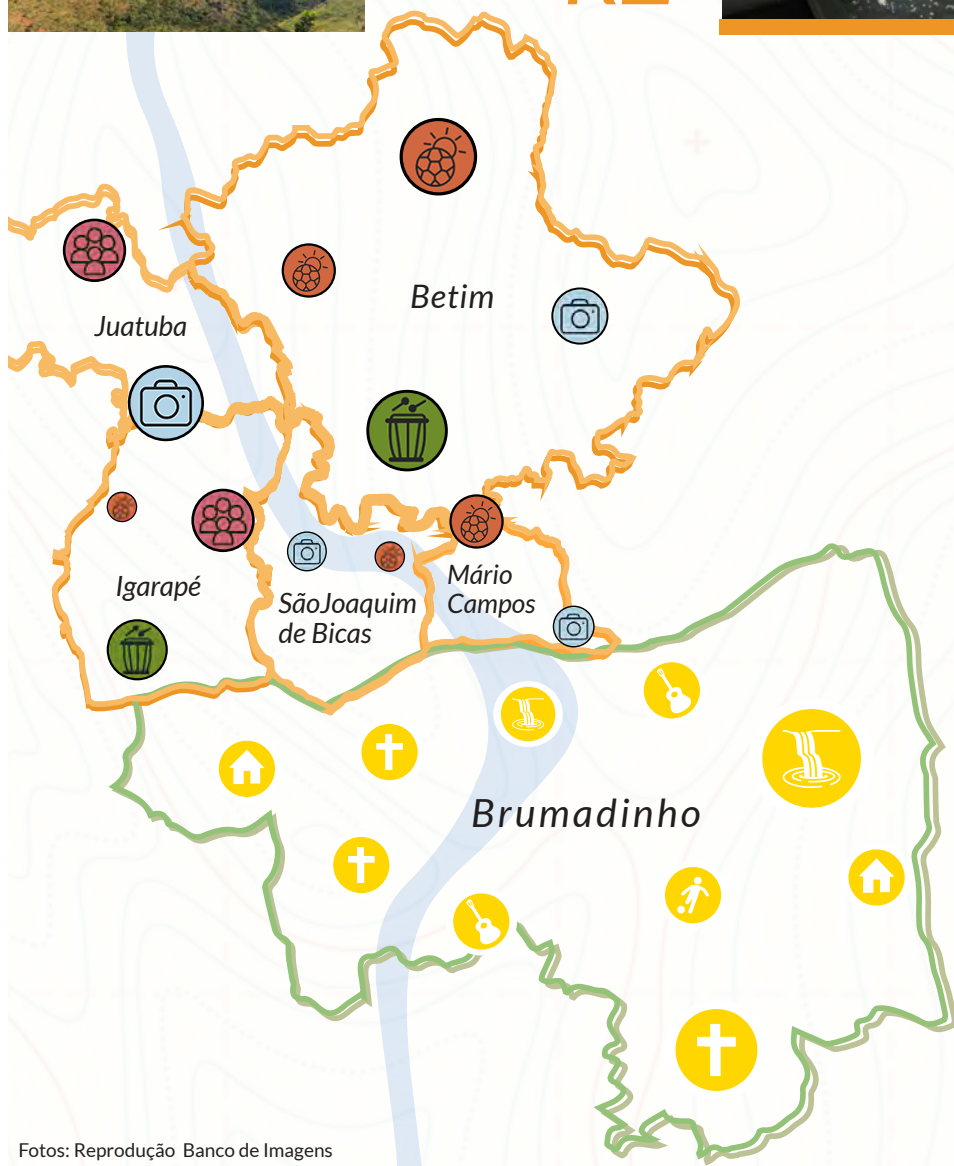 Betim
Juatuba
Igarapé
SãoJoaquim
de Bicas
Mário
Campos
Brumadinho
Fotos: Reprodução Banco de Imagens